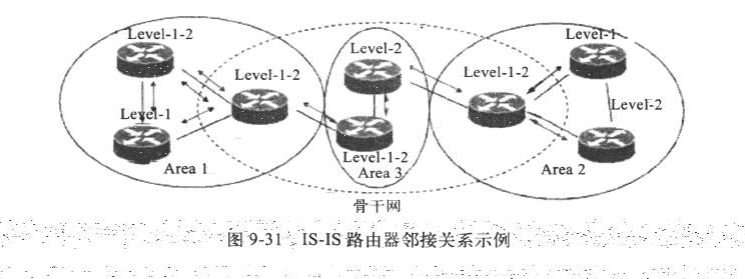 Level-1-2
Level-2
Level-1
Level-1-2
Level-1-2
Level-1
Level-2
Level-1-2
Area 1
Area 3
Area 2
骨干网
图 9-31 IS-IS 路由器邻接关系示例